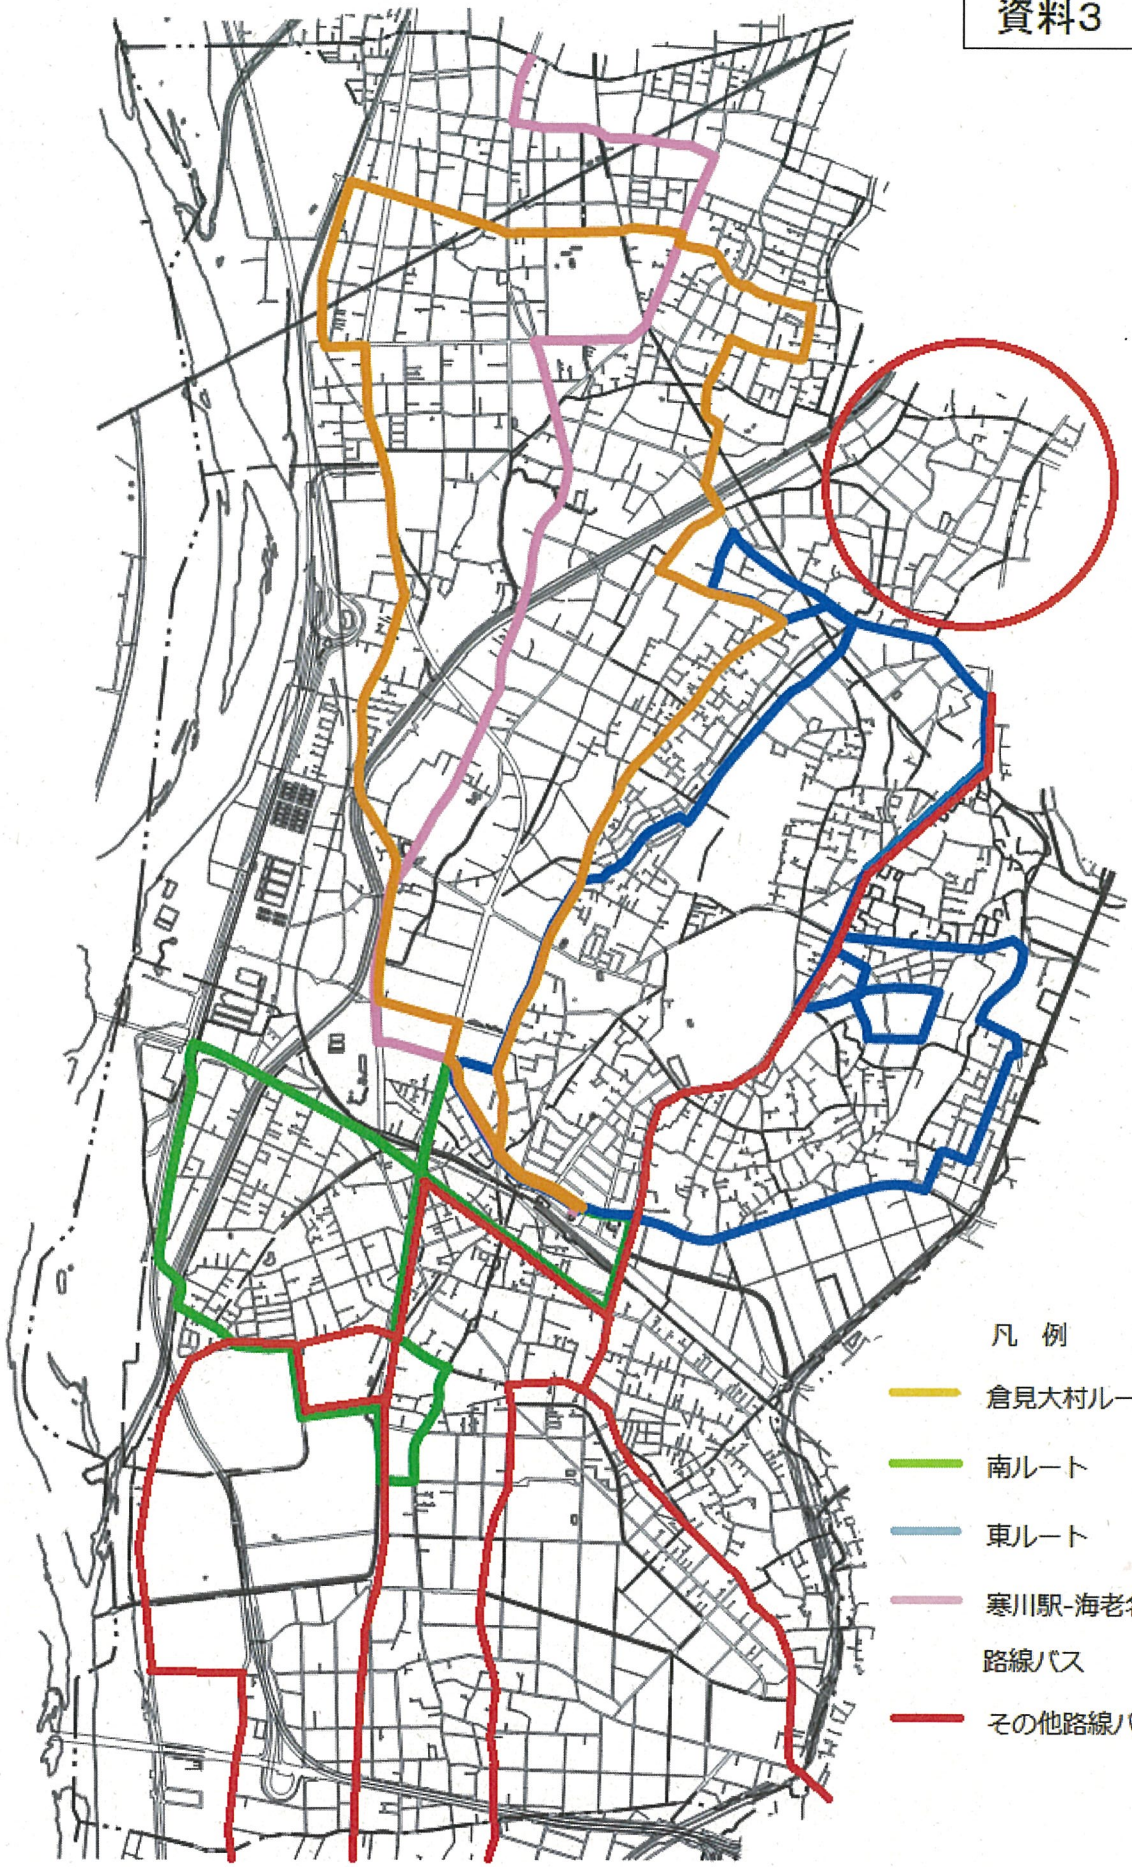 資料3
凡 例
倉見大村ルー
南ルート
東ルート
寒川駅-海老
路線バス
その他路線バ